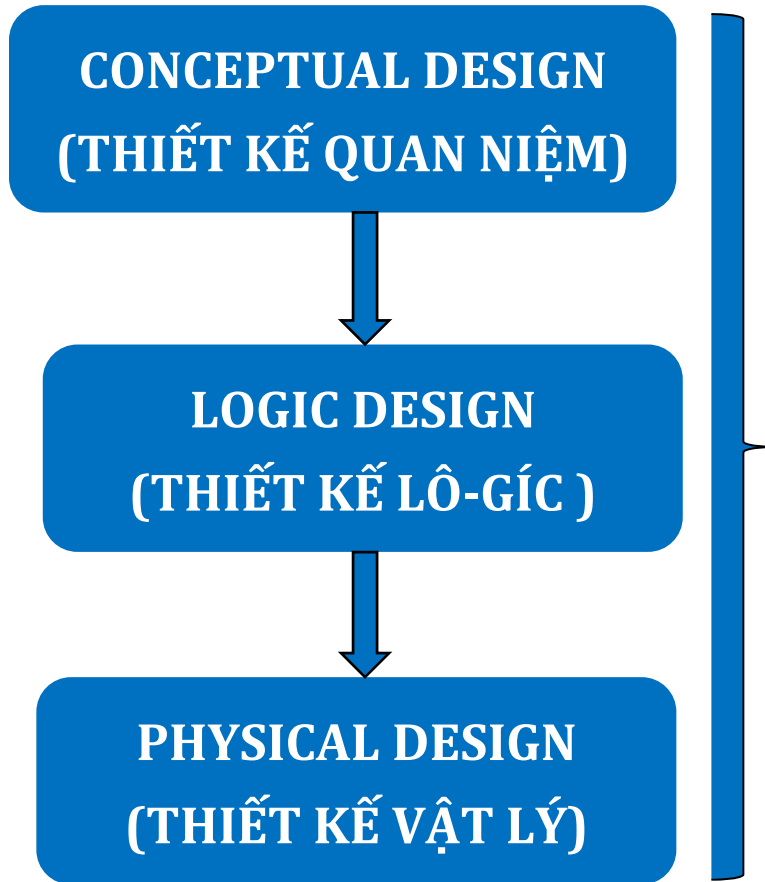 CONCEPTUAL DESIGN
(THIẾT KẾ QUAN NIỆM)
LOGIC DESIGN
(THIẾT KẾ LÔ-GÍC )
PHYSICAL DESIGN
(THIẾT KẾ VẬT LÝ)